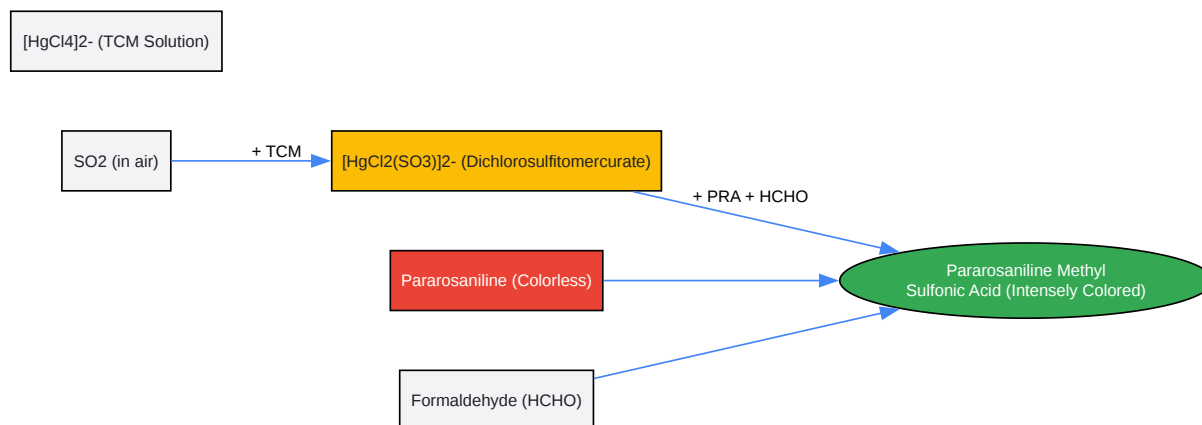 [HgCl4]2- (TCM Solution)
SO2 (in air)
+ TCM
[HgCl2(SO3)]2- (Dichlorosulfitomercurate)
+ PRA + HCHO
Pararosaniline (Colorless)
Pararosaniline Methyl
Sulfonic Acid (Intensely Colored)
Formaldehyde (HCHO)